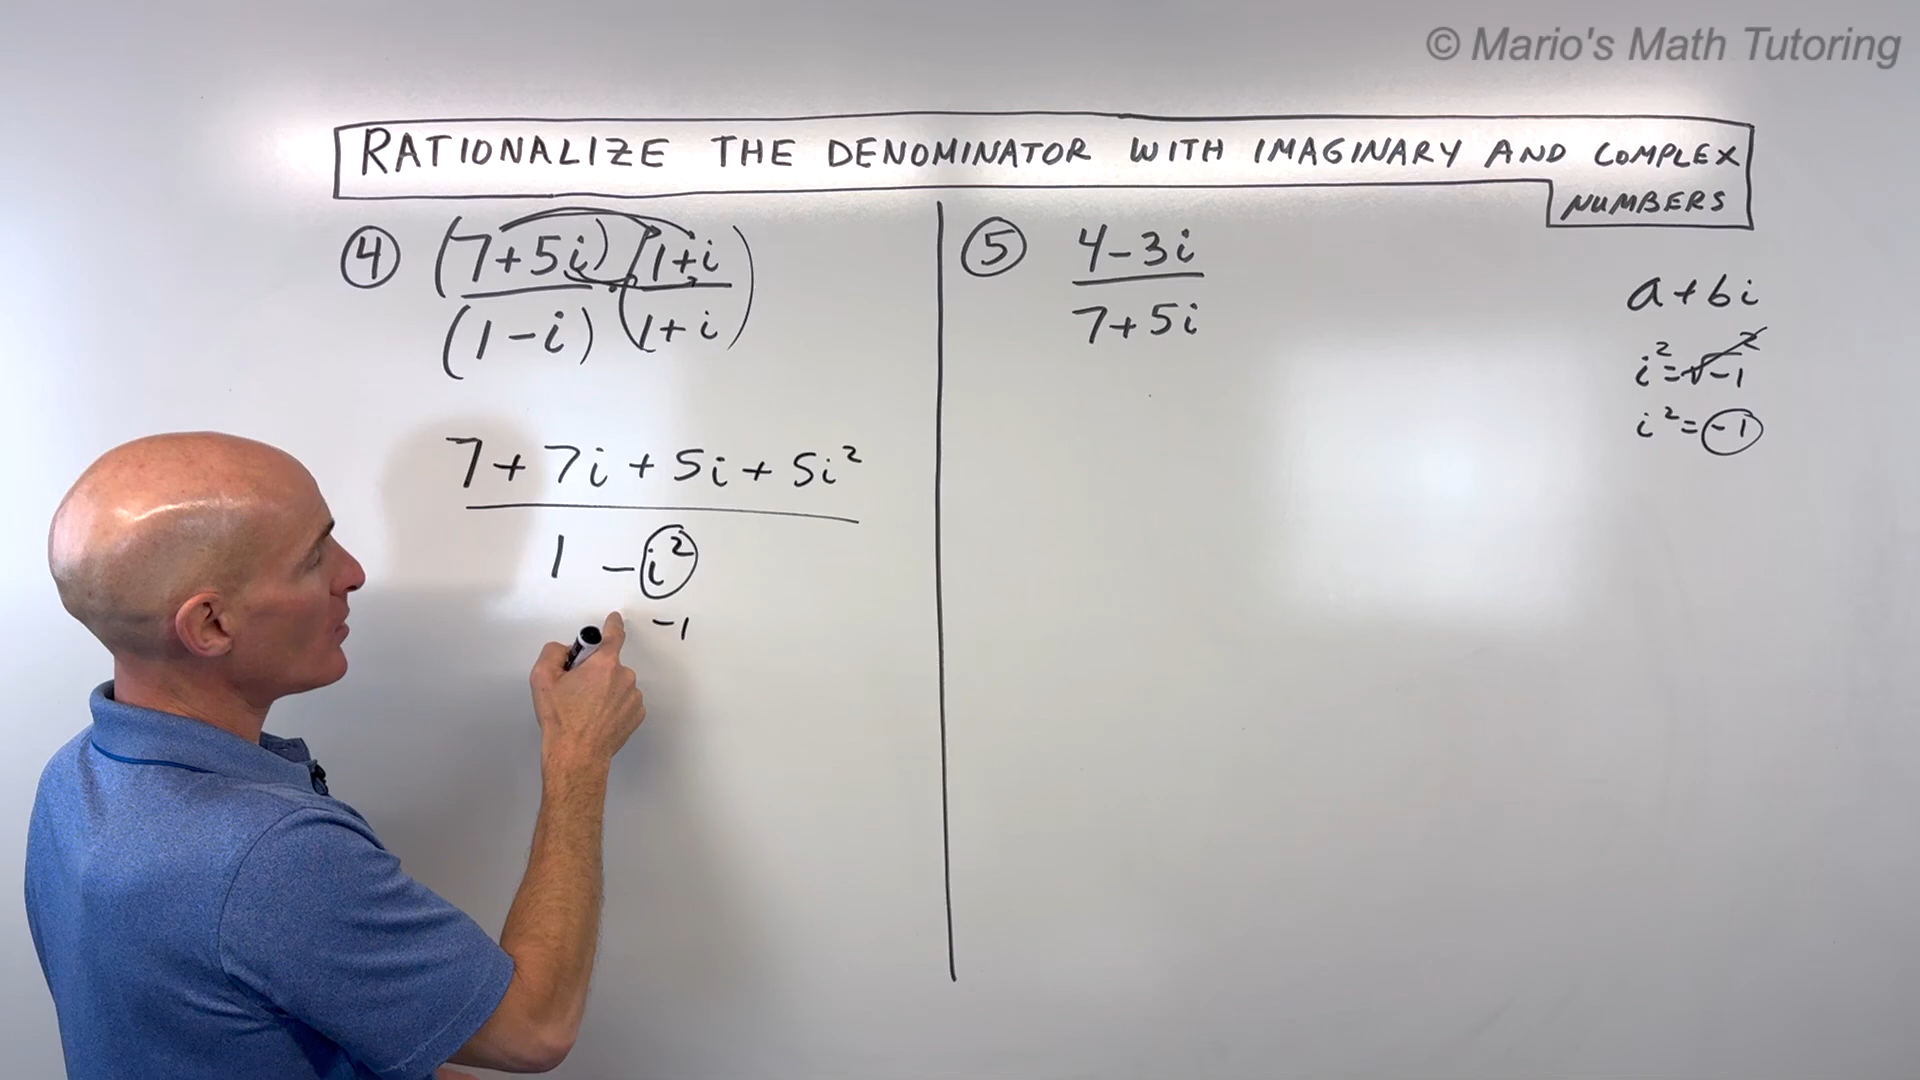 © Mario's Math Tutoring
RATIONALIZE THE DENOMINATOR WITH IMAGINARY AND COMPLEX
NUMBERS
④ (7+5i) (1+i)
(1-i) (1+i)
7+7i+5i+5i²
1 -i²
-1
⑤ 4-3i
7+5i
a+bi
i²=√-1²
i²=-1